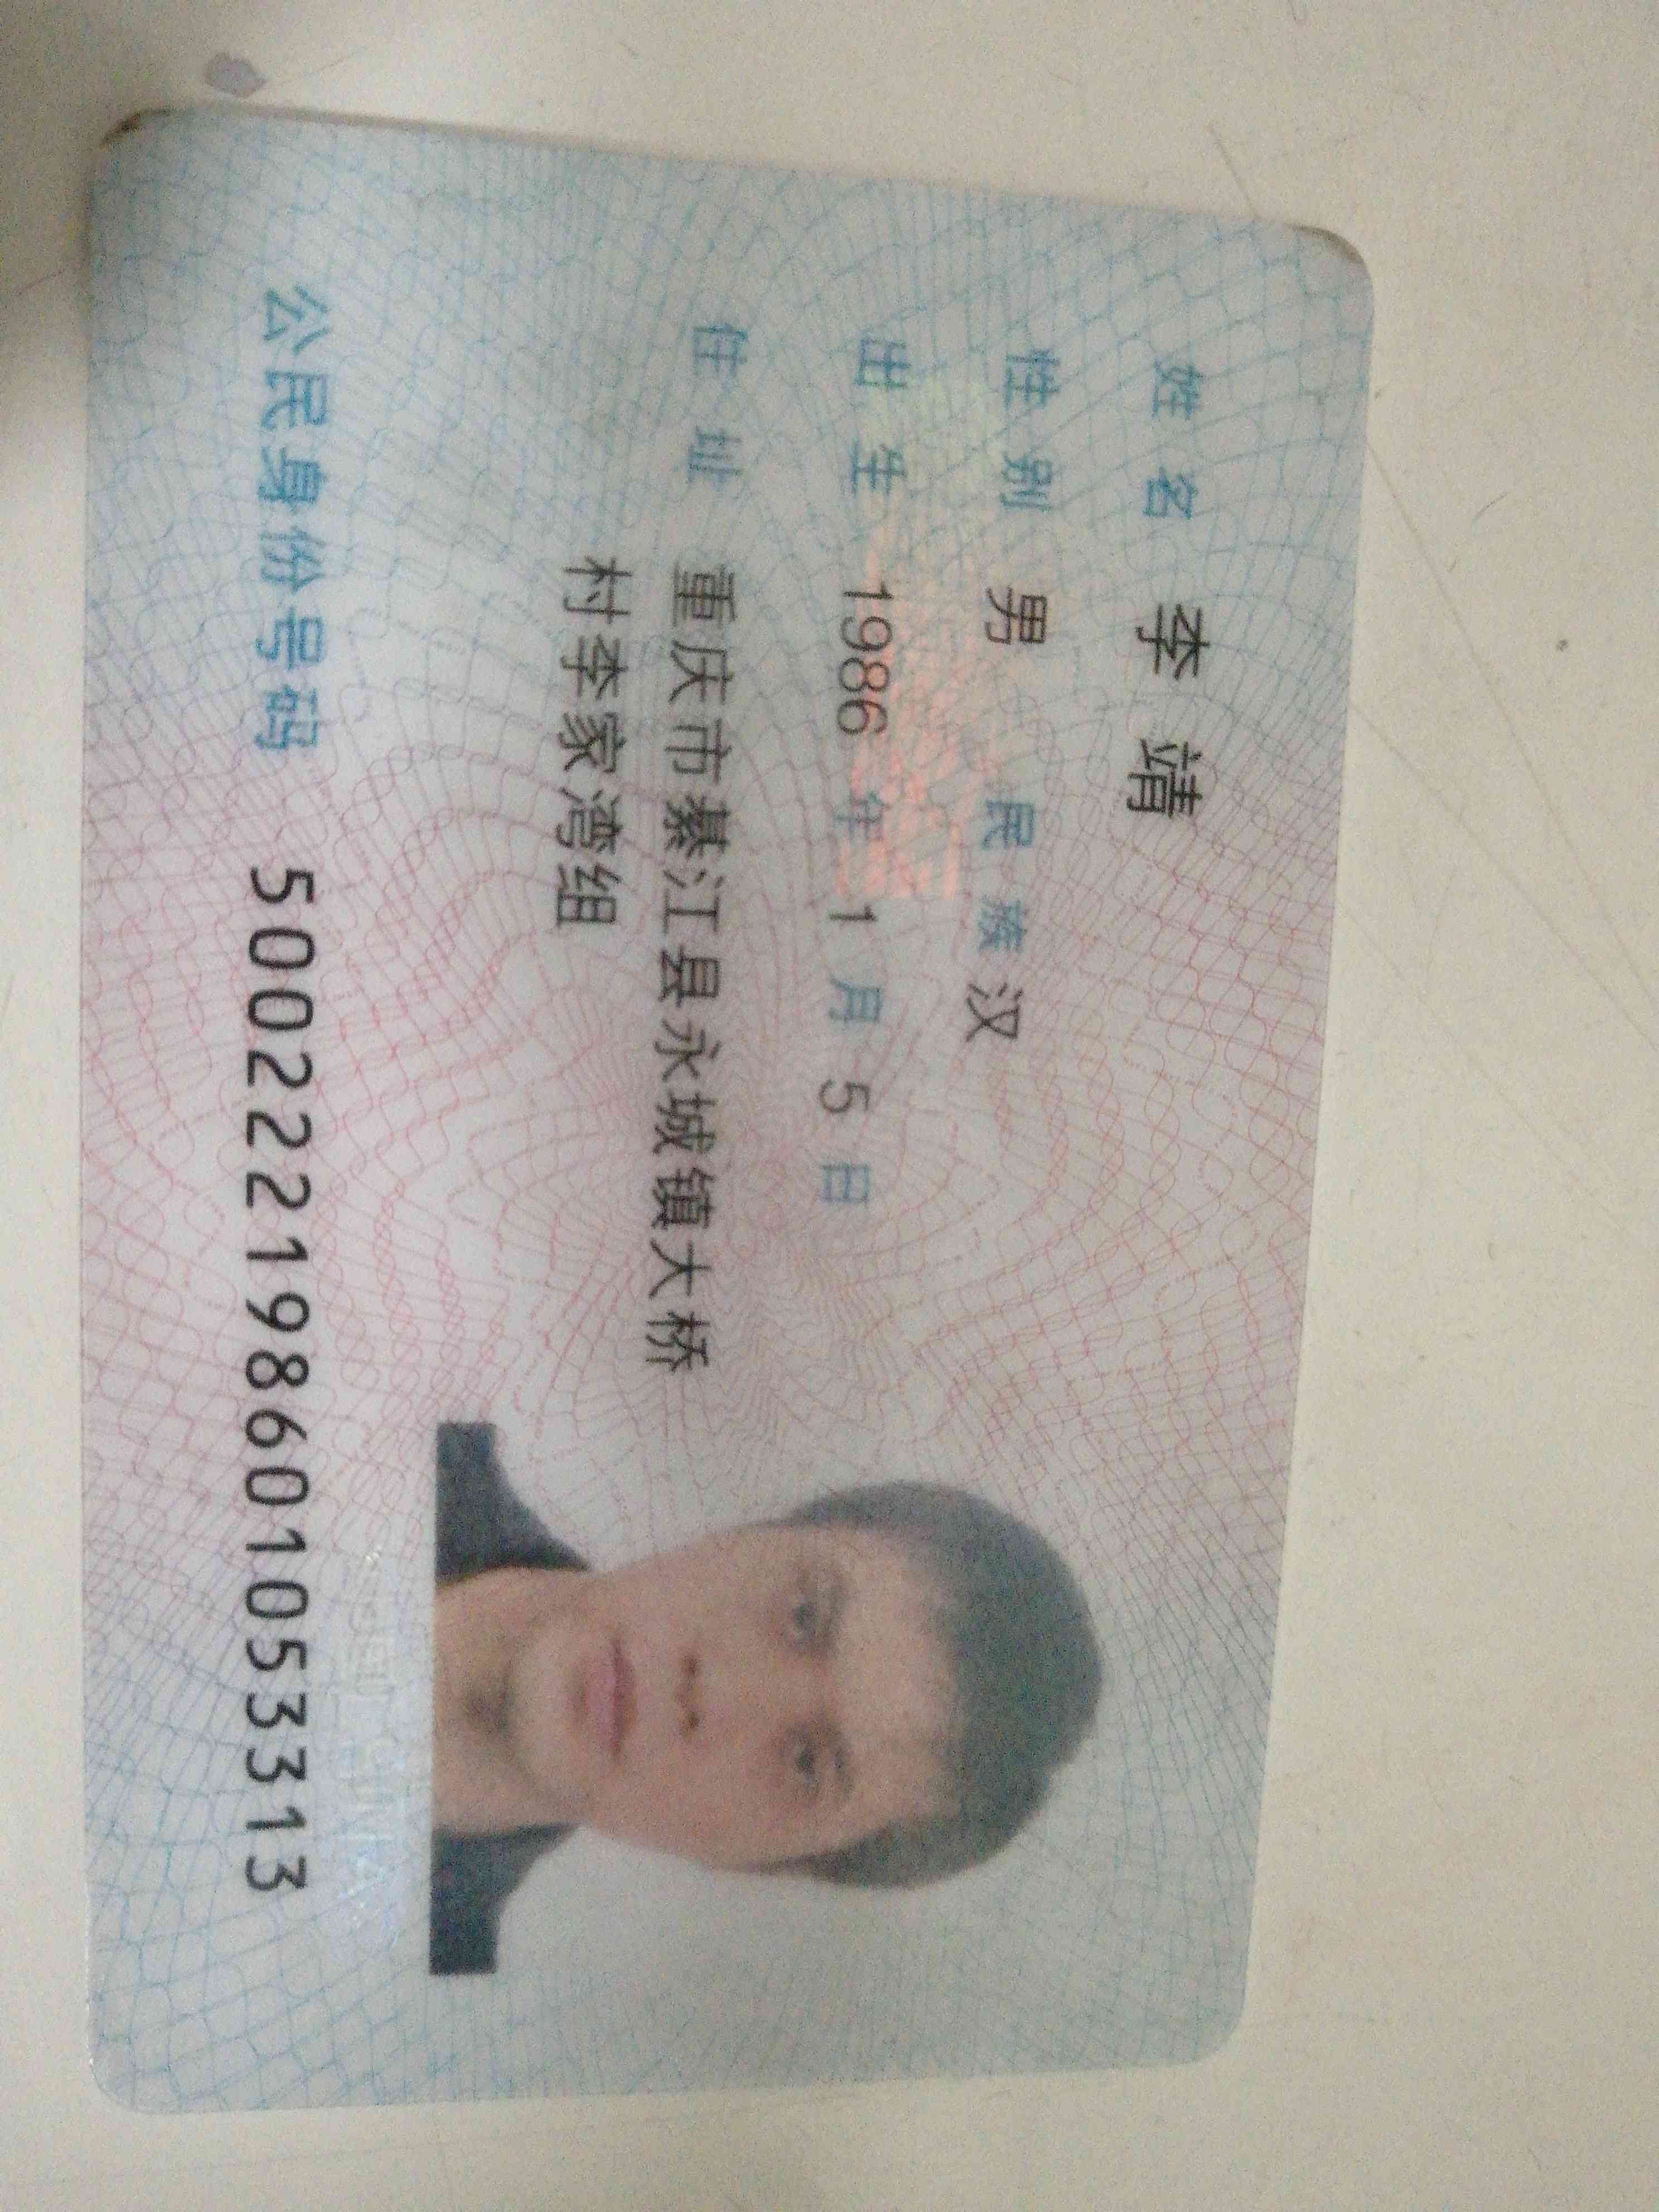 姓名 李靖
性别 男 民族 汉
出生 1986 年 1 月 5 日
住址 重庆市綦江县永城镇大桥
村李家湾组
公民身份号码 500222198601053313